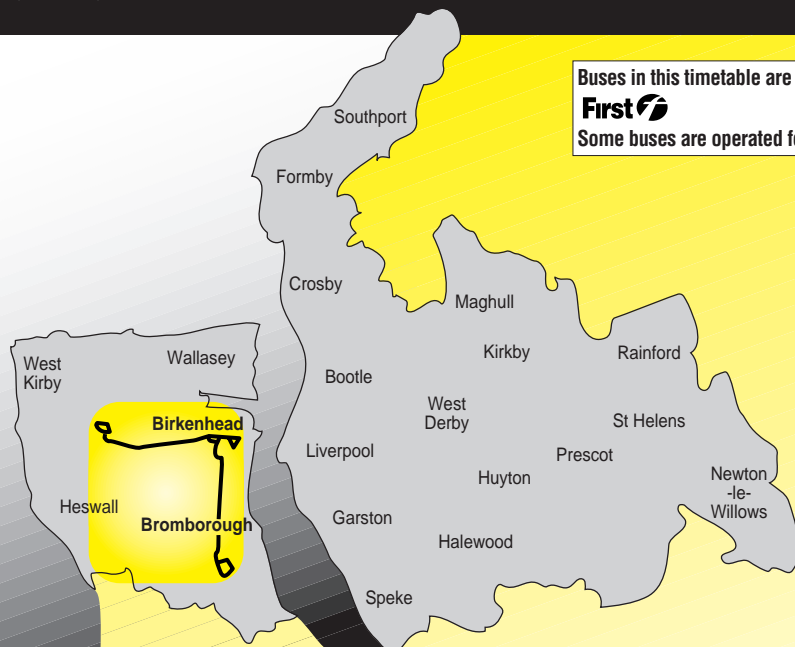 Buses in this timetable are
First
Some buses are operated
Southport
Formby
Crosby
Maghull
Kirkby
Rainford
West
Kirby
Wallasey
Bootle
West
Derby
St Helens
Birkenhead
Liverpool
Prescot
Huyton
Newton
-le-
Willows
Heswall
Bromborough
Garston
Halewood
Speke